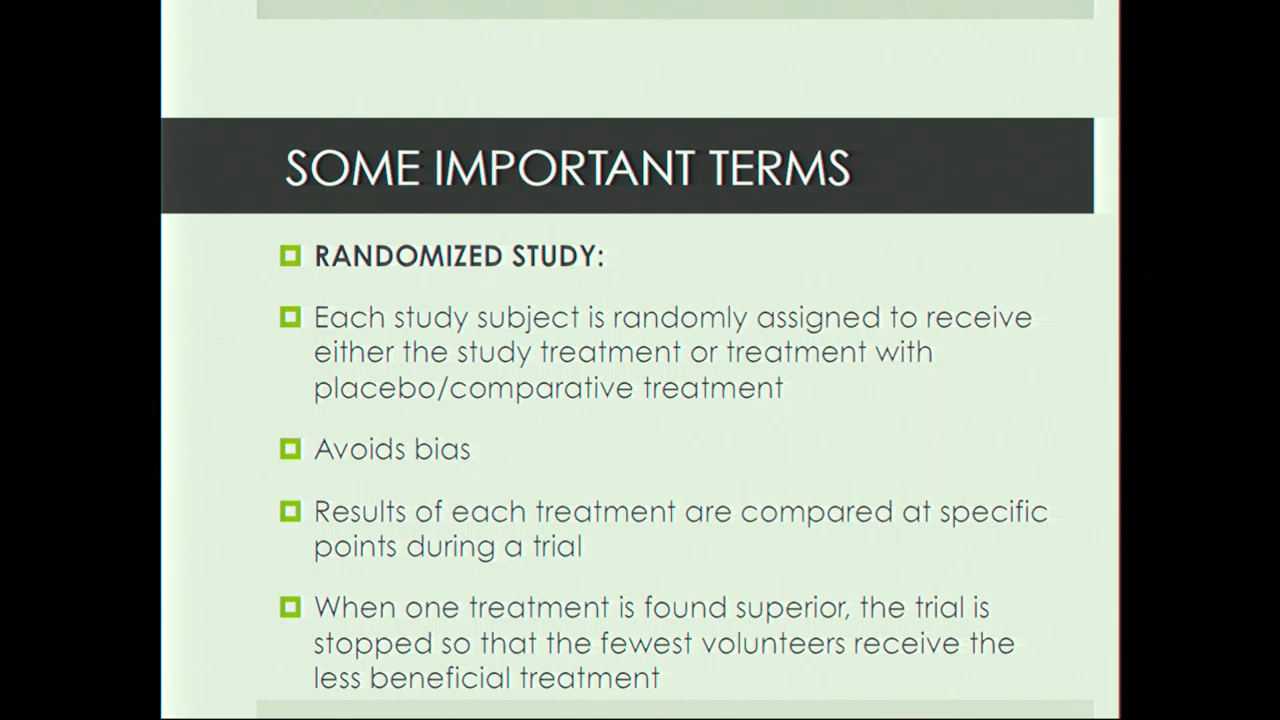 SOME IMPORTANT TERMS
RANDOMIZED STUDY:
Each study subject is randomly assigned to receive
either the study treatment or treatment with
placebo/comparative treatment
Avoids bias
Results of each treatment are compared at specific
points during a trial
When one treatment is found superior, the trial is
stopped so that the fewest volunteers receive the
less beneficial treatment